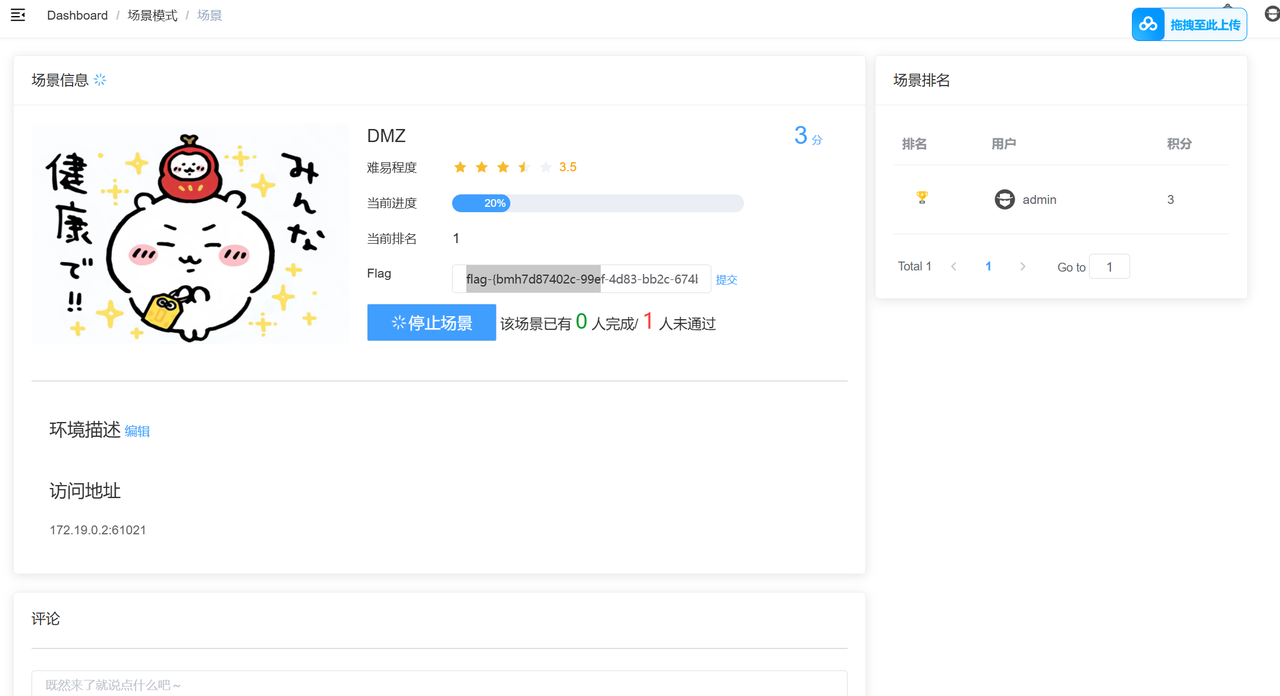 Dashboard / 场景模式 / 场景
拖拽至此上传
场景信息
健康で!!
みんな
DMZ
3 分
难易程度 3.5
当前进度 20%
当前排名 1
Flag flag-{bmh7d87402c-99ef-4d83-bb2c-674 提交
停止场景 该场景已有 0 人完成/ 1 人未通过
环境描述 编辑
访问地址
172.19.0.2:61021
评论
既然来了就说点什么吧~
场景排名
排名 用户 积分
admin 3
Total 1 1 Go to 1